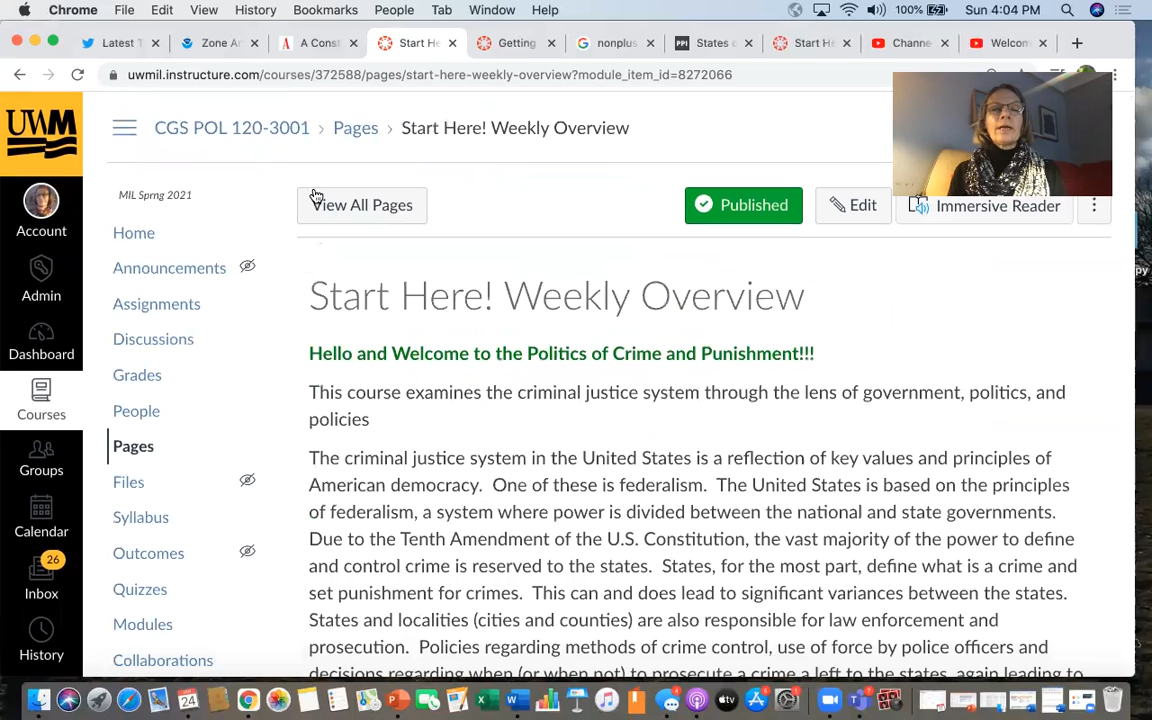 Chrome File Edit View History Bookmarks People Tab Window Help 100% Sun 4:04 PM
Latest T Zone A A Const Start He Getting nonplus States o Start He Channe Welcom
uwmil.instructure.com/courses/372588/pages/start-here-weekly-overview?module_item_id=8272066
UWM
CGS POL 120-3001 › Pages › Start Here! Weekly Overview
MIL Sprng 2021
View All Pages Published Edit Immersive Reader
Account
Admin
Dashboard
Courses
Groups
Calendar
26
Inbox
History
Home
Announcements
Assignments
Discussions
Grades
People
Pages
Files
Syllabus
Outcomes
Quizzes
Modules
Collaborations
Start Here! Weekly Overview
Hello and Welcome to the Politics of Crime and Punishment!!!
This course examines the criminal justice system through the lens of government, politics, and
policies
The criminal justice system in the United States is a reflection of key values and principles of
American democracy. One of these is federalism. The United States is based on the principles
of federalism, a system where power is divided between the national and state governments.
Due to the Tenth Amendment of the U.S. Constitution, the vast majority of the power to define
and control crime is reserved to the states. States, for the most part, define what is a crime and
set punishment for crimes. This can and does lead to significant variances between the states.
States and localities (cities and counties) are also responsible for law enforcement and
prosecution. Policies regarding methods of crime control, use of force by police officers and
decisions regarding when (or when not) to prosecute a crime a left to the states, again leading to